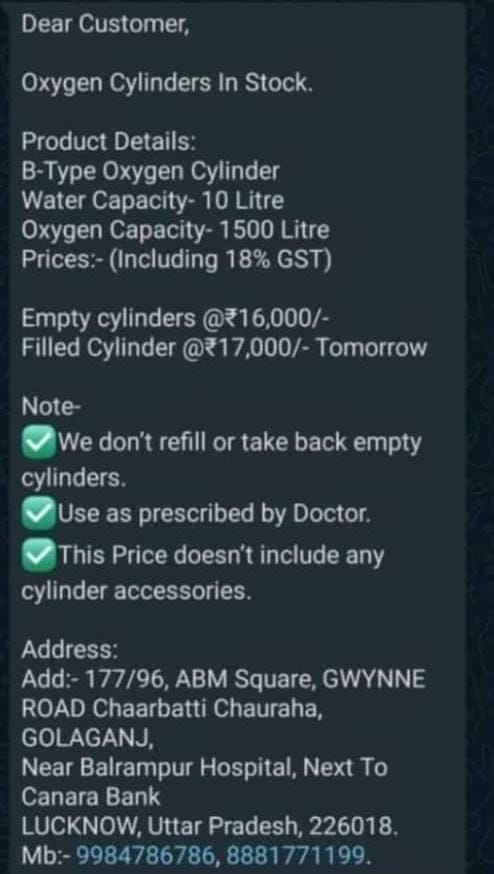 Dear Customer,
Oxygen Cylinders In Stock.
Product Details:
B-Type Oxygen Cylinder
Water Capacity- 10 Litre
Oxygen Capacity- 1500 Litre
Prices:- (Including 18% GST)
Empty cylinders @₹16,000/-
Filled Cylinder @₹17,000/- Tomorrow
Note-
✅We don't refill or take back empty
cylinders.
✅Use as prescribed by Doctor.
✅This Price doesn't include any
cylinder accessories.
Address:
Add:- 177/96, ABM Square, GWYNNE
ROAD Chaarbatti Chauraha,
GOLAGANJ,
Near Balrampur Hospital, Next To
Canara Bank
LUCKNOW, Uttar Pradesh, 226018.
Mb:- 9984786786, 8881771199.